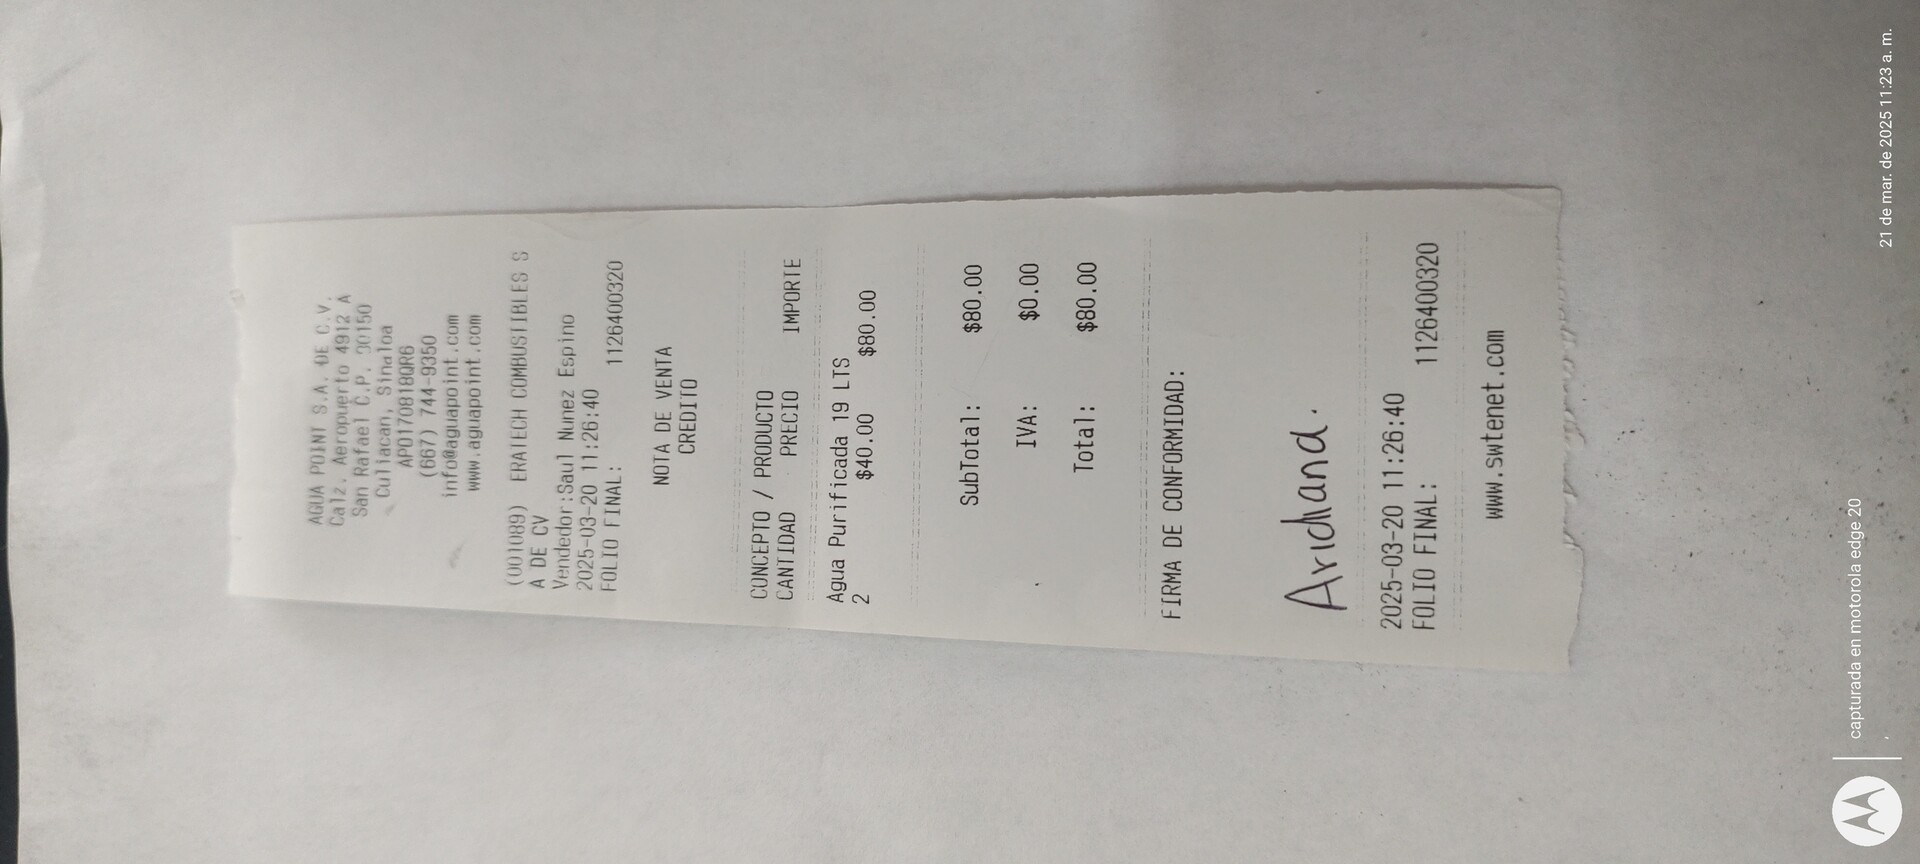 AGUA POINT S.A. DE C.V.
Calz. Aeropuerto 4912 A
San Rafael C.P. 30150
Culiacan, Sinaloa
APO170818QR6
(667) 744-9350
info@aguapoint.com
www.aguapoint.com
(001089) ERATECH COMBUSTIBLES S
A DE CV
Vendedor:Saul Nunez Espino
2025-03-20 11:26:40
FOLIO FINAL: 1126400320
NOTA DE VENTA
CREDITO
CONCEPTO / PRODUCTO
CANTIDAD PRECIO IMPORTE
Agua Purificada 19 LTS
2 $40.00 $80.00
SubTotal: $80.00
IVA: $0.00
Total: $80.00
FIRMA DE CONFORMIDAD:
Aridiana.
2025-03-20 11:26:40
FOLIO FINAL: 1126400320
www.swtenet.com
capturada en motorola edge 20
21 de mar. de 2025 11:23 a. m.